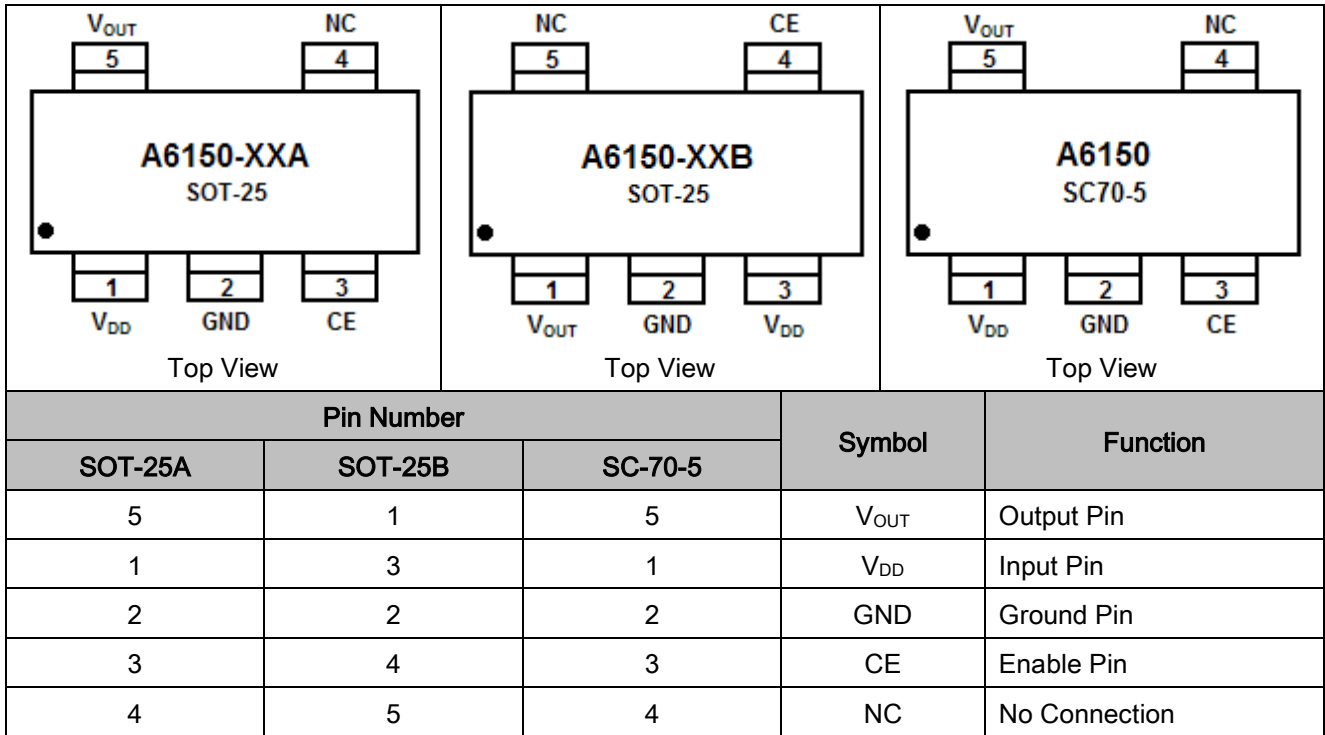 VOUT NC
5 4
A6150-XXA
SOT-25
1 2 3
VDD GND CE
Top View
NC CE
5 4
A6150-XXB
SOT-25
1 2 3
VOUT GND VDD
Top View
VOUT NC
5 4
A6150
SC70-5
1 2 3
VDD GND CE
Top View
Pin Number Symbol Function
SOT-25A SOT-25B SC-70-5
5 1 5 VOUT Output Pin
1 3 1 VDD Input Pin
2 2 2 GND Ground Pin
3 4 3 CE Enable Pin
4 5 4 NC No Connection